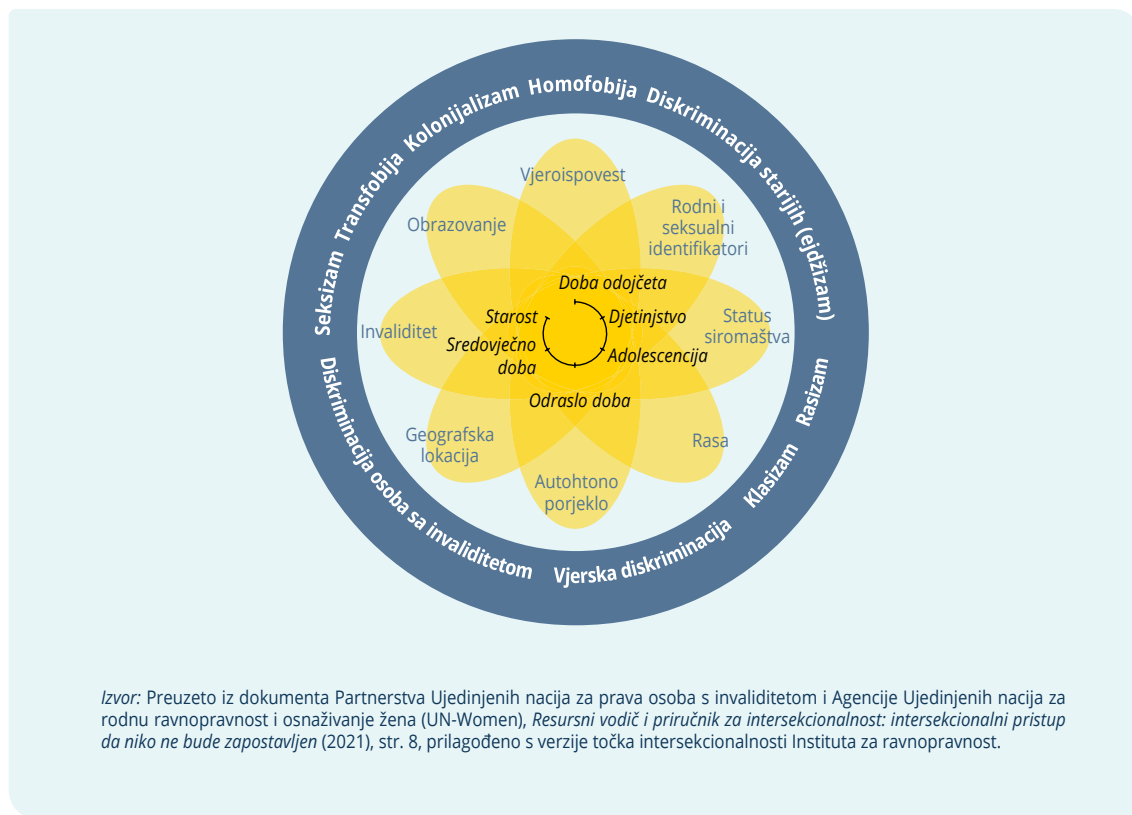 Seksizam Transfobija Kolonijalizam Homofobija Diskriminacija starijih (ejdžizam)
Vjeroispovest
Obrazovanje
Rodni i
seksualni
identifikatori
Doba odojčeta
Starost
Djetinjstvo
Status
siromaštva
Invaliditet
Sredovječno
doba
Adolescencija
Odraslo doba
Geografska
lokacija
Rasa
Autohtono
porjeklo
Diskriminacija osoba sa invaliditetom Vjerska diskriminacija Klasizam Rasizam
Izvor: Preuzeto iz dokumenta Partnerstva Ujedinjenih nacija za prava osoba s invaliditetom i Agencije Ujedinjenih nacija za
rodnu ravnopravnost i osnaživanje žena (UN-Women), Resursni vodič i priručnik za intersekcionalnost: intersekcionalni pristup
da niko ne bude zapostavljen (2021), str. 8, prilagođeno s verzije točka intersekcionalnosti Instituta za ravnopravnost.